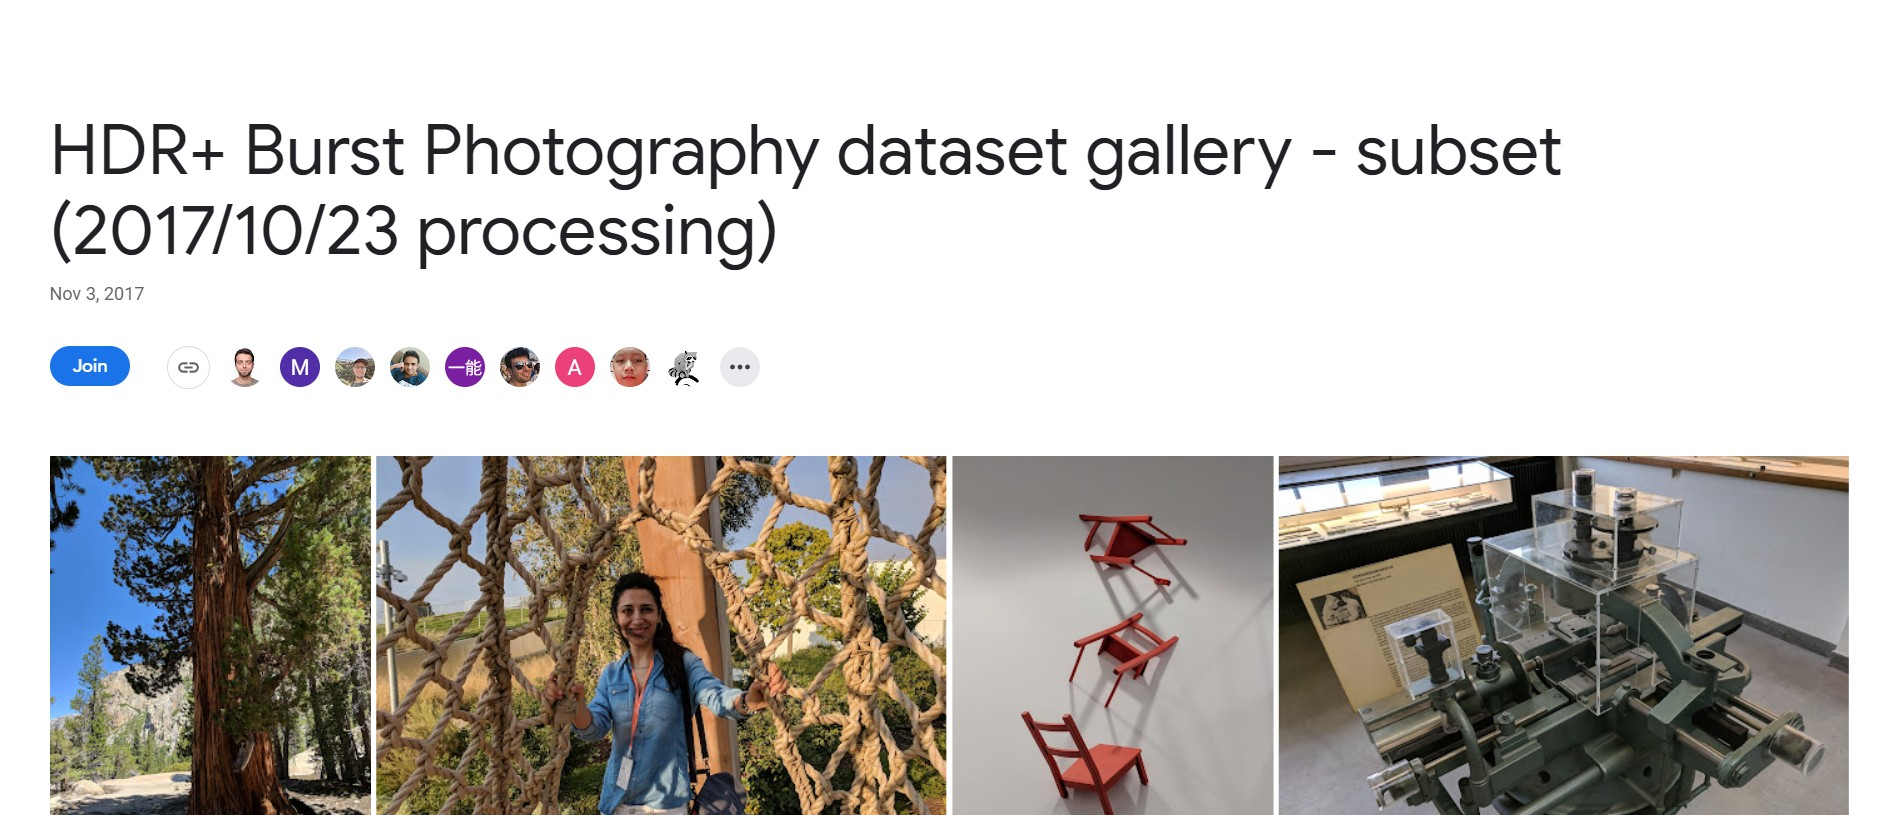 HDR+ Burst Photography dataset gallery - subset
(2017/10/23 processing)
Nov 3, 2017
Join
M
一能
A